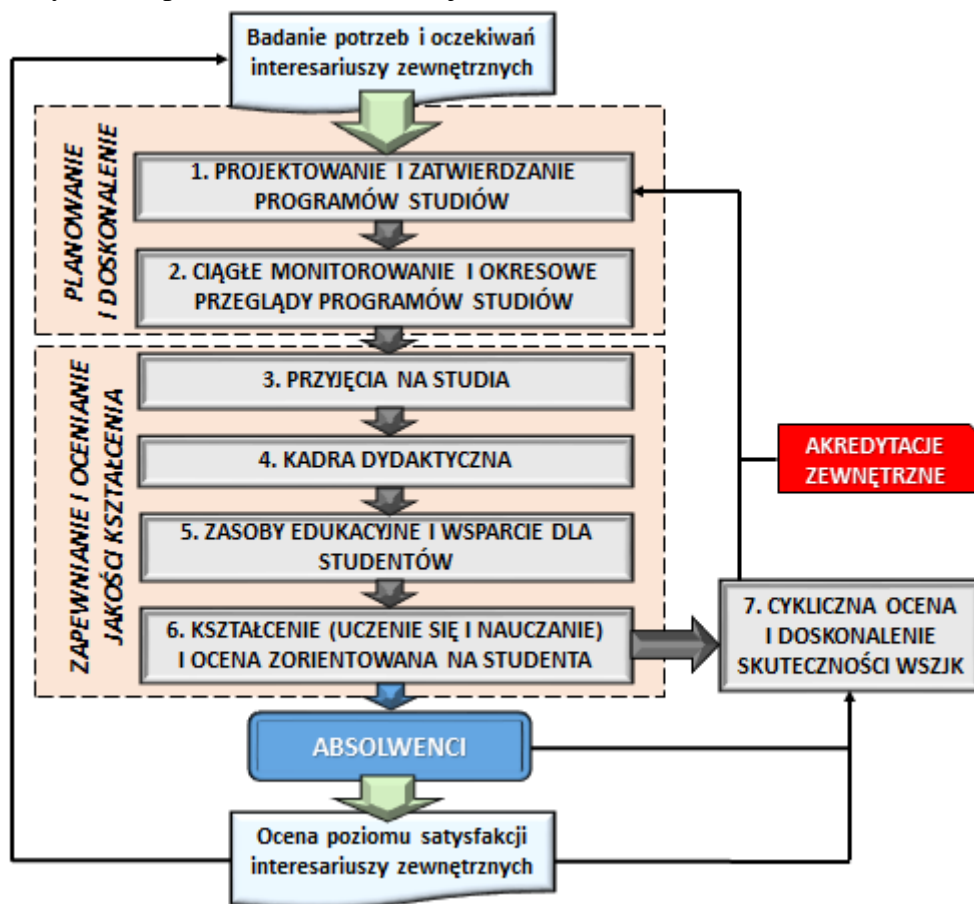 Badanie potrzeb i oczekiwań
interesariuszy zewnętrznych
PLANOWANIE
I DOSKONALENIE
1. PROJEKTOWANIE I ZATWIERDZANIE
PROGRAMÓW STUDIÓW
2. CIĄGŁE MONITOROWANIE I OKRESOWE
PRZEGLĄDY PROGRAMÓW STUDIÓW
ZAPEWNIANIE I OCENIANIE
JAKOŚCI KSZTAŁCENIA
3. PRZYJĘCIA NA STUDIA
4. KADRA DYDAKTYCZNA
5. ZASOBY EDUKACYJNE I WSPARCIE DLA
STUDENTÓW
6. KSZTAŁCENIE (UCZENIE SIĘ I NAUCZANIE)
I OCENA ZORIENTOWANA NA STUDENTA
AKREDYTACJE
ZEWNĘTRZNE
7. CYKLICZNA OCENA
I DOSKONALENIE
SKUTECZNOŚCI WSZJK
ABSOLWENCI
Ocena poziomu satysfakcji
interesariuszy zewnętrznych